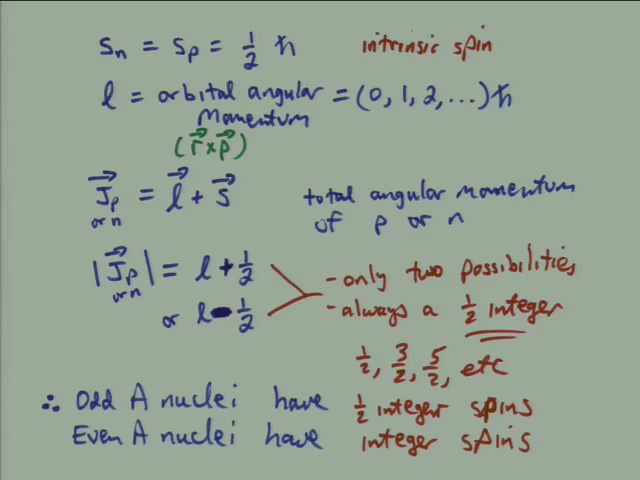 Sn = Sp = 1/2 ħ intrinsic spin
l = orbital angular = (0, 1, 2, ...) ħ
Momentum
(r⃗ x p⃗)
J⃗p = l⃗ + s⃗ total angular momentum
or n of p or n
|J⃗p| = l + 1/2 - only two possibilities
or n
or l - 1/2 - always a 1/2 integer
1/2, 3/2, 5/2, etc
∴ Odd A nuclei have 1/2 integer spins
Even A nuclei have integer spins